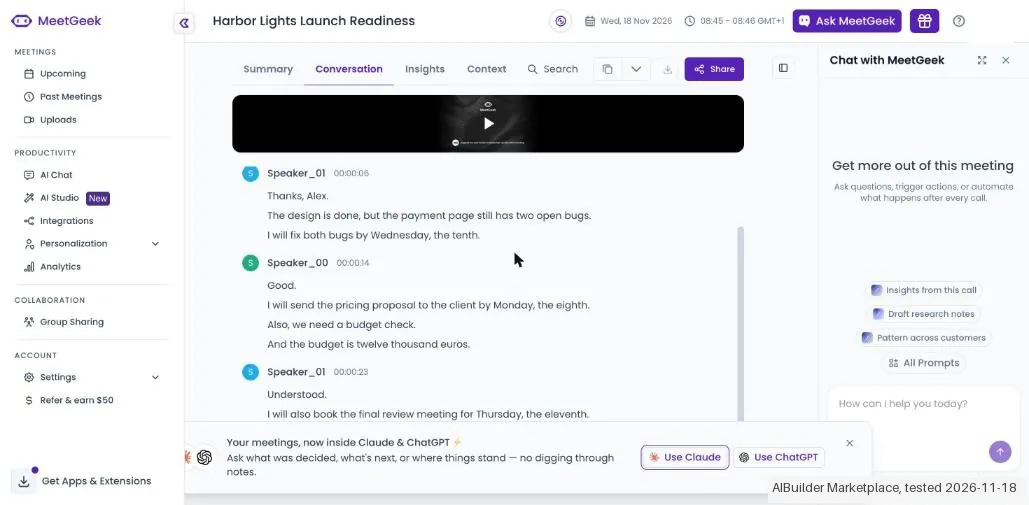 MeetGeek
Harbor Lights Launch Readiness
Wed, 18 Nov 2026
08:45 - 08:46 GMT+1
Ask MeetGeek
MEETINGS
Upcoming
Past Meetings
Uploads
PRODUCTIVITY
AI Chat
AI Studio New
Integrations
Personalization
Analytics
COLLABORATION
Group Sharing
ACCOUNT
Settings
Refer & earn $50
Get Apps & Extensions
Summary
Conversation
Insights
Context
Search
Share
MeetGeek
S Speaker_01 00:00:06
Thanks, Alex.
The design is done, but the payment page still has two open bugs.
I will fix both bugs by Wednesday, the tenth.
S Speaker_00 00:00:14
Good.
I will send the pricing proposal to the client by Monday, the eighth.
Also, we need a budget check.
And the budget is twelve thousand euros.
S Speaker_01 00:00:23
Understood.
I will also book the final review meeting for Thursday, the eleventh.
Chat with MeetGeek
Get more out of this meeting
Ask questions, trigger actions, or automate
what happens after every call.
Insights from this call
Draft research notes
Pattern across customers
All Prompts
How can I help you today?
Your meetings, now inside Claude & ChatGPT⚡
Ask what was decided, what's next, or where things stand — no digging through
notes.
Use Claude
Use ChatGPT
AIBuilder Marketplace, tested 2026-11-18